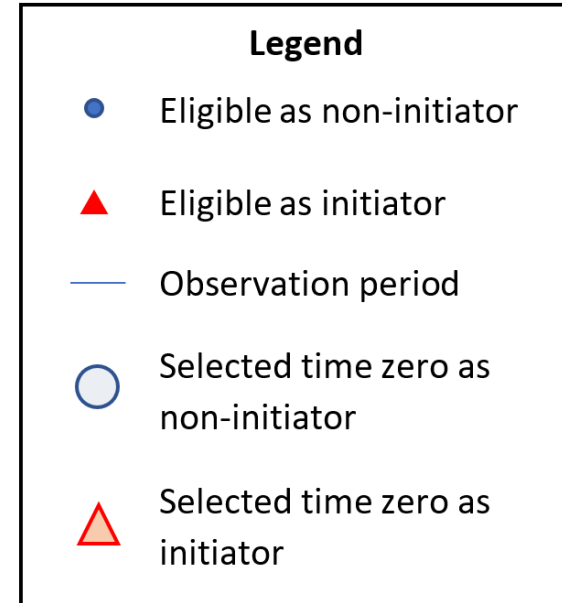 Legend
Eligible as non-initiator
Eligible as initiator
Observation period
Selected time zero as
non-initiator
Selected time zero as
initiator